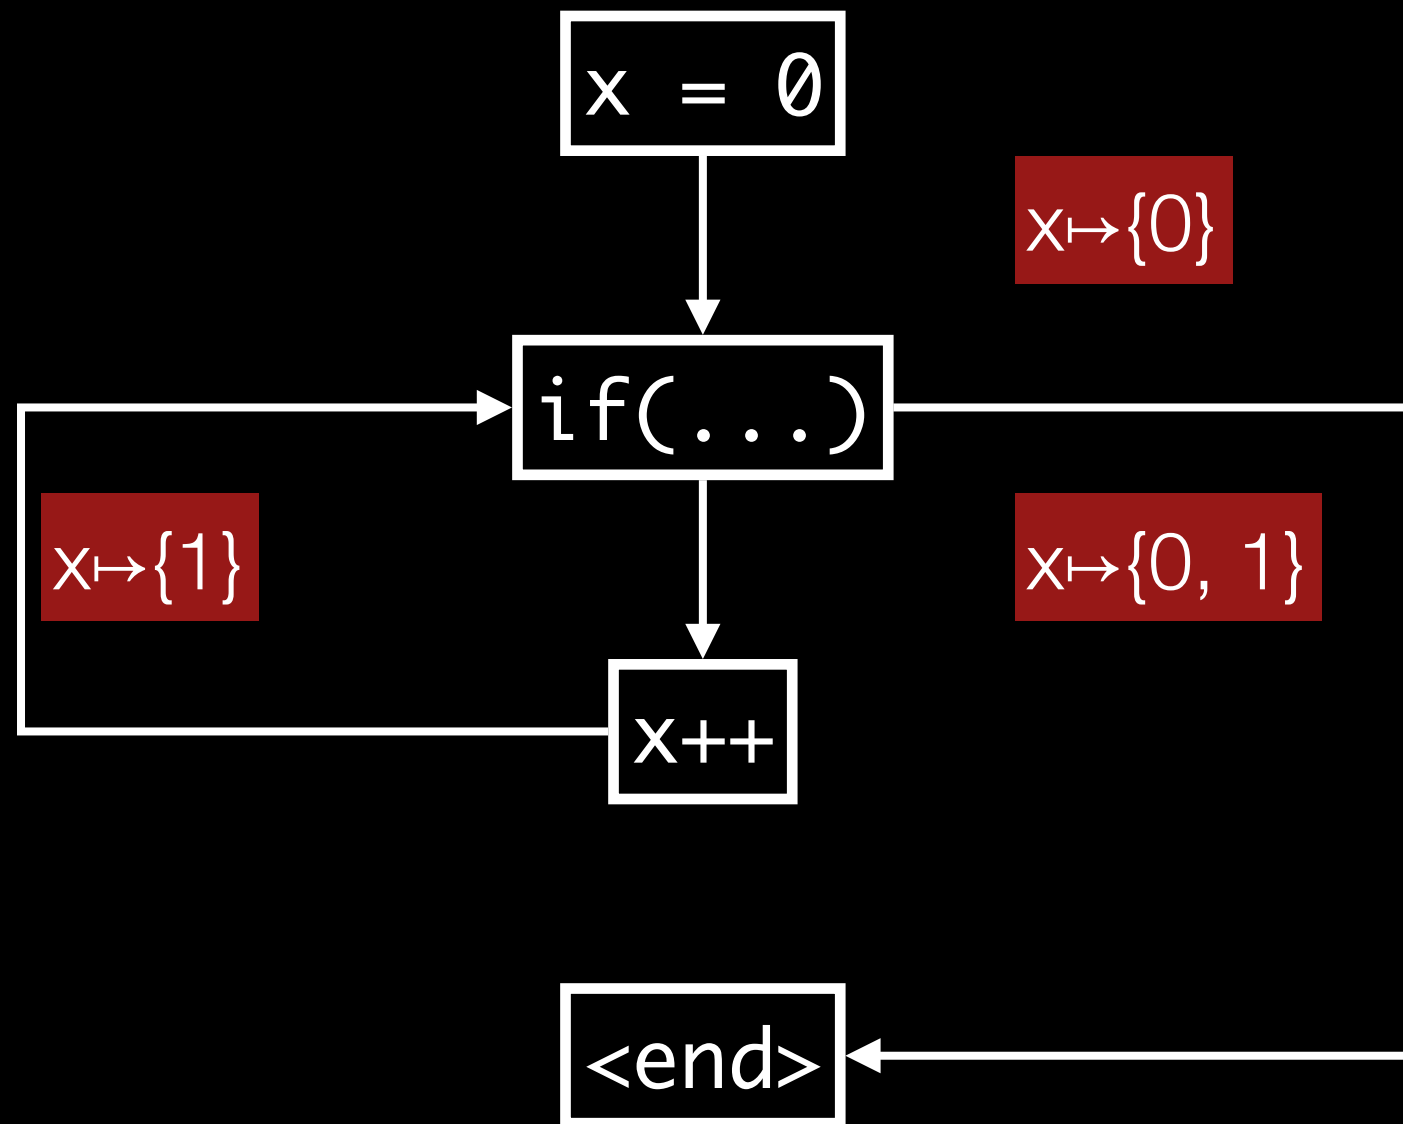 x = 0
x↦{0}
if(...)
x↦{1}
x↦{0, 1}
x++
<end>